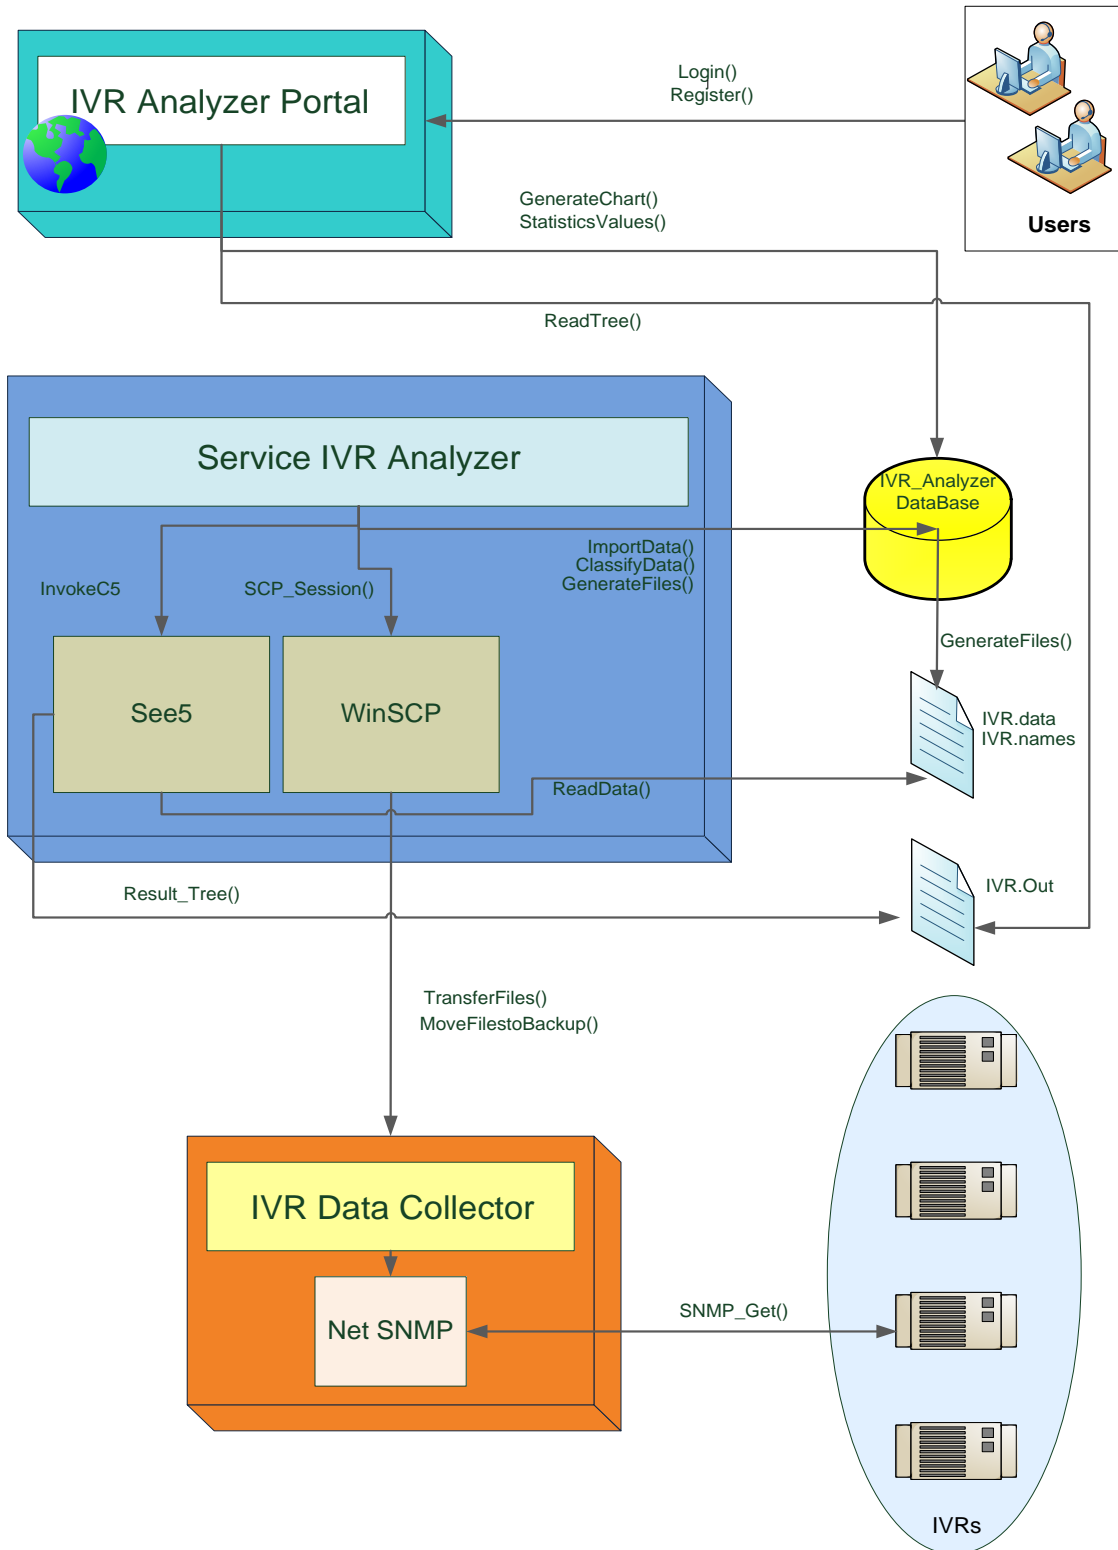 IVR Analyzer Portal
Login()
Register()
Users
GenerateChart()
StatisticsValues()
ReadTree()
Service IVR Analyzer
IVR_Analyzer
DataBase
ImportData()
ClassifyData()
GenerateFiles()
InvokeC5
SCP_Session()
GenerateFiles()
See5
WinSCP
IVR.data
IVR.names
ReadData()
Result_Tree()
IVR.Out
TransferFiles()
MoveFilestoBackup()
IVR Data Collector
Net SNMP
SNMP_Get()
IVRs